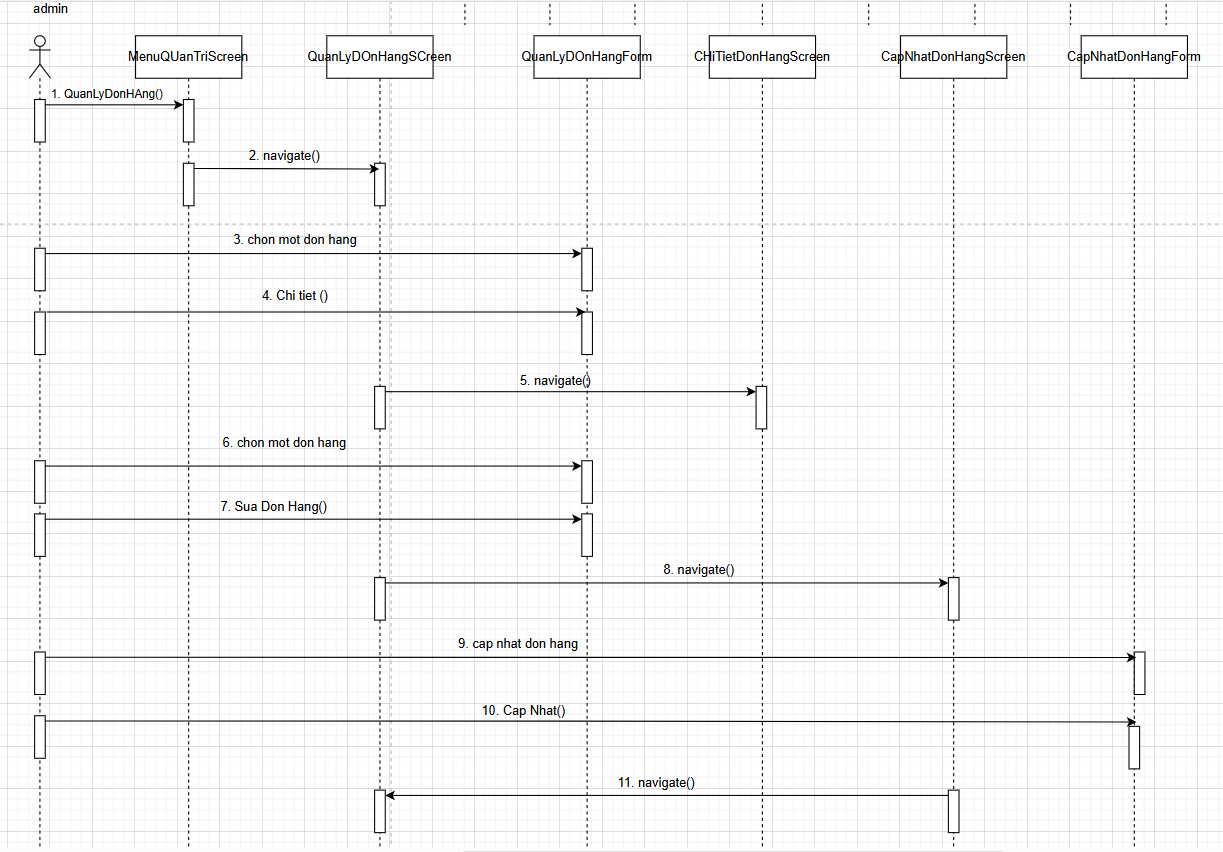 admin
MenuQUanTriScreen
QuanLyDOnHangSCreen
QuanLyDOnHangForm
CHiTietDonHangScreen
CapNhatDonHangScreen
CapNhatDonHangForm
1. QuanLyDonHAng()
2. navigate()
3. chon mot don hang
4. Chi tiet ()
5. navigate()
6. chon mot don hang
7. Sua Don Hang()
8. navigate()
9. cap nhat don hang
10. Cap Nhat()
11. navigate()